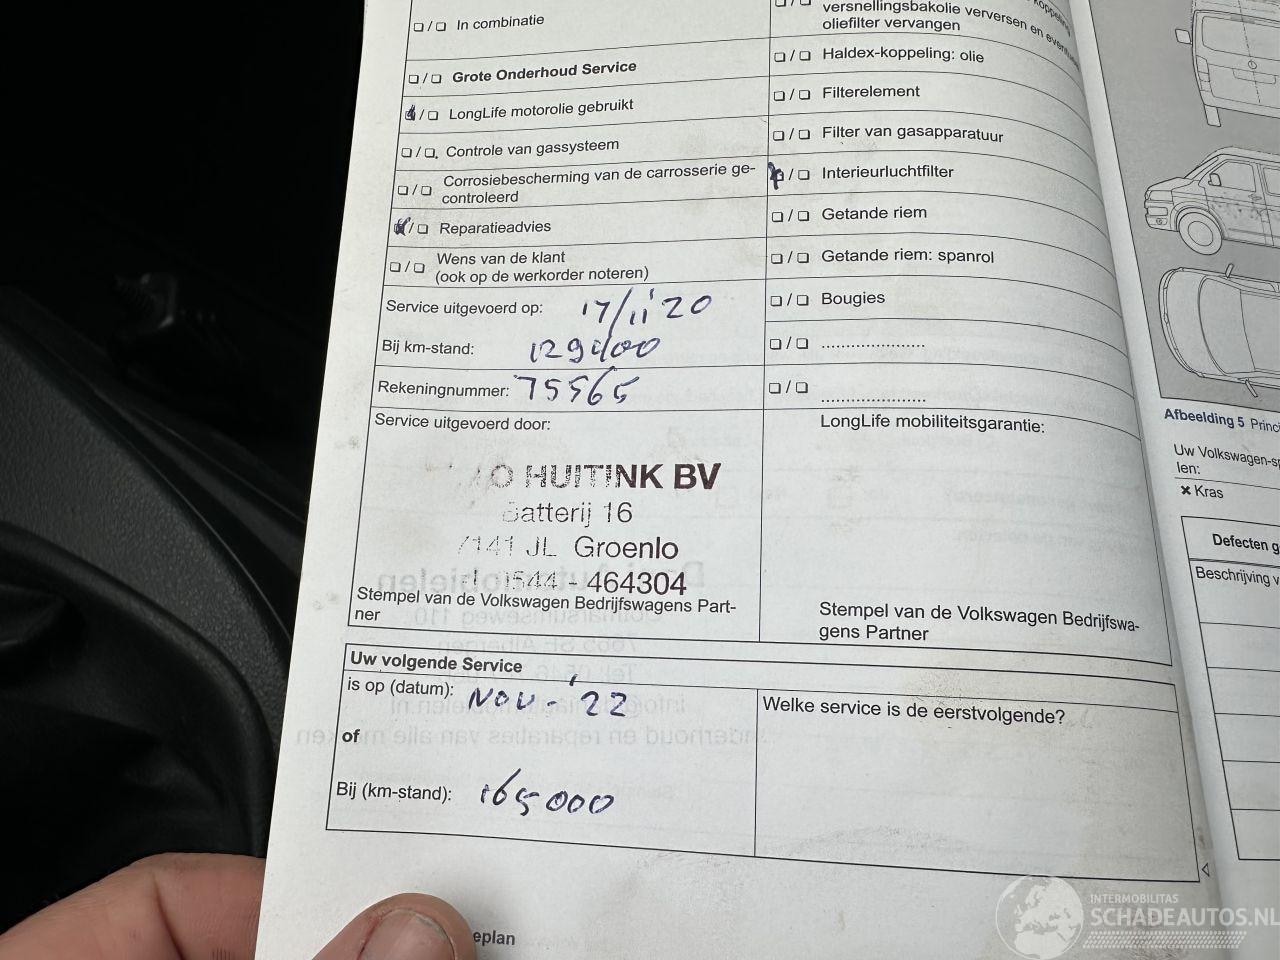 ❏ / ❏ In combinatie
❏ / ❏ Grote Onderhoud Service
/ ❏ LongLife motorolie gebruikt
❏ / ❏ Controle van gassysteem
❏ / ❏ Corrosiebescherming van de carrosserie ge-
controleerd
/ ❏ Reparatieadvies
❏ / ❏ Wens van de klant
(ook op de werkorder noteren)
Service uitgevoerd op: 17/11'20
Bij km-stand: 129400
Rekeningnummer: 75565
Service uitgevoerd door:
O HUITINK BV
Batterij 16
7141 JL Groenlo
0544 - 464304
Stempel van de Volkswagen Bedrijfswagens Part-
ner
versnellingsbakolie verversen en
oliefilter vervangen
❏ / ❏ Haldex-koppeling: olie
❏ / ❏ Filterelement
❏ / ❏ Filter van gasapparatuur
/ ❏ Interieurluchtfilter
❏ / ❏ Getande riem
❏ / ❏ Getande riem: spanrol
❏ / ❏ Bougies
❏ / ❏ .....................
❏ / ❏ .....................
LongLife mobiliteitsgarantie:
Stempel van de Volkswagen Bedrijfswa-
gens Partner
Uw volgende Service
is op (datum): Nov - '22
of
Bij (km-stand): 165000
Welke service is de eerstvolgende?
eplan
Afbeelding 5 Princ
Uw Volkswagen-sp
len:
✖ Kras
Defecten g
Beschrijving v
INTERMOBILITAS
SCHADEAUTOS.NL